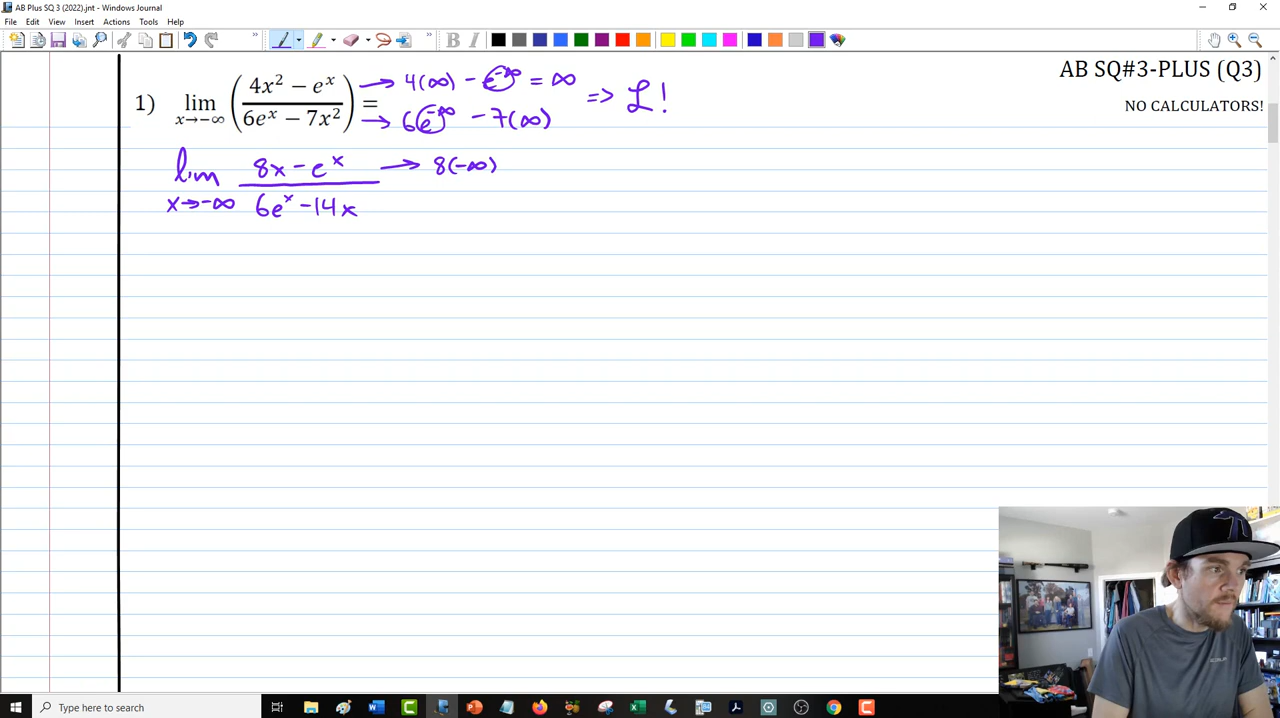 AB Plus SQ 3 (2022).jnt - Windows Journal
File Edit View Insert Actions Tools Help
AB SQ#3-PLUS (Q3)
NO CALCULATORS!
1) lim x→−∞ ( 4x² − eˣ / 6eˣ − 7x² ) =
→ 4(∞) − e^-∞ = ∞
→ 6e^-∞ − 7(∞)
=> L!
lim x→-∞ 8x − eˣ / 6eˣ − 14x → 8(-∞)
Type here to search